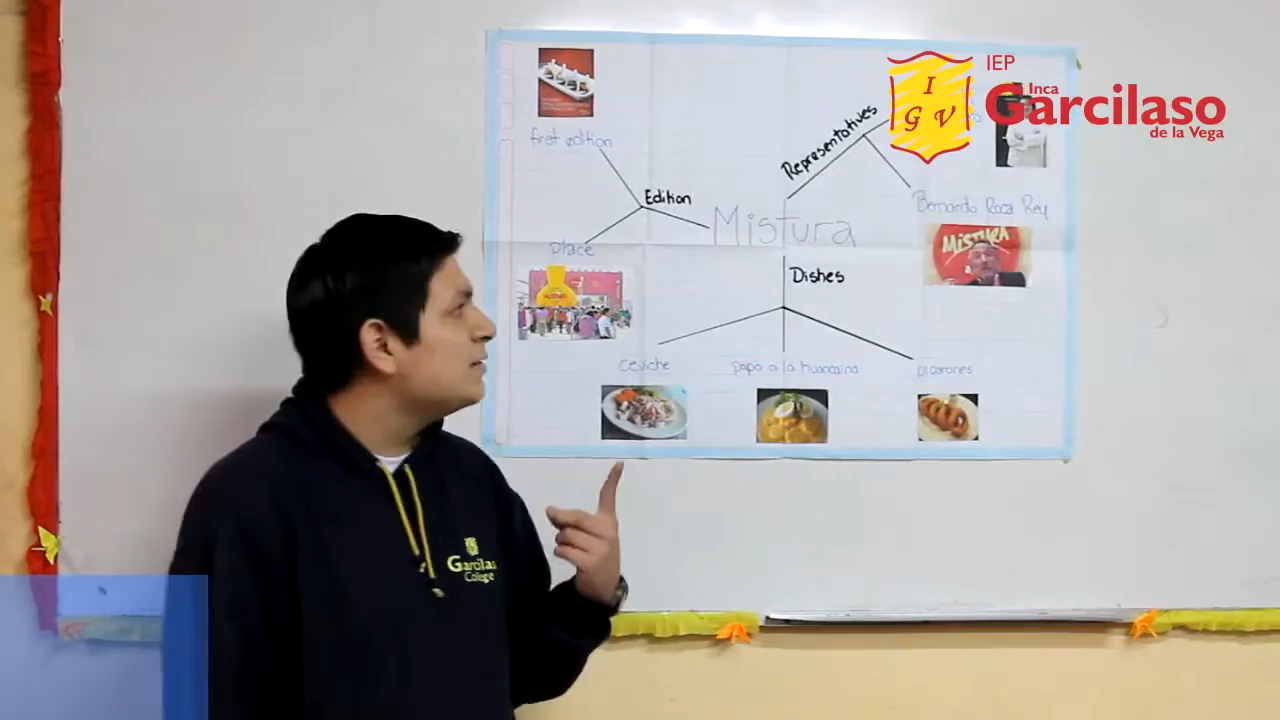 IEP
Inca
Garcilaso
de la Vega
I
G V
first edition
Edition
place
Mistura
Representatives
Bernardo Roca Rey
MISTURA
Dishes
ceviche
papa a la huancaina
picarones
Garcilaso
College